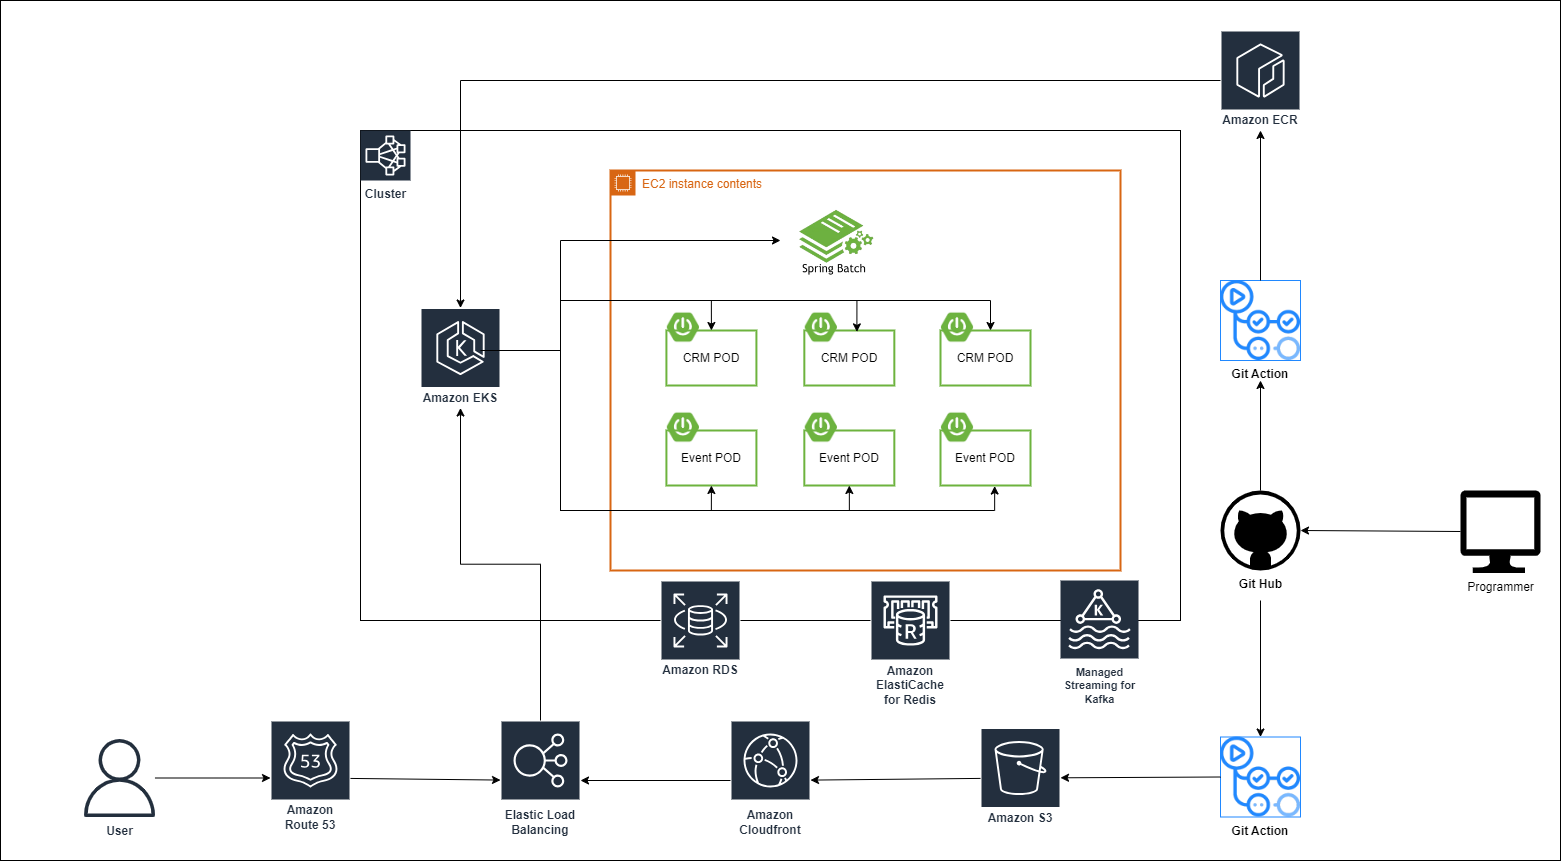 Amazon ECR
Cluster
EC2 instance contents
Spring Batch
K
Amazon EKS
CRM POD
CRM POD
CRM POD
Git Action
Event POD
Event POD
Event POD
Git Hub
Programmer
R
K
Amazon RDS
Amazon
ElastiCache
for Redis
Managed
Streaming for
Kafka
53
User
Amazon
Route 53
Elastic Load
Balancing
Amazon
Cloudfront
Amazon S3
Git Action